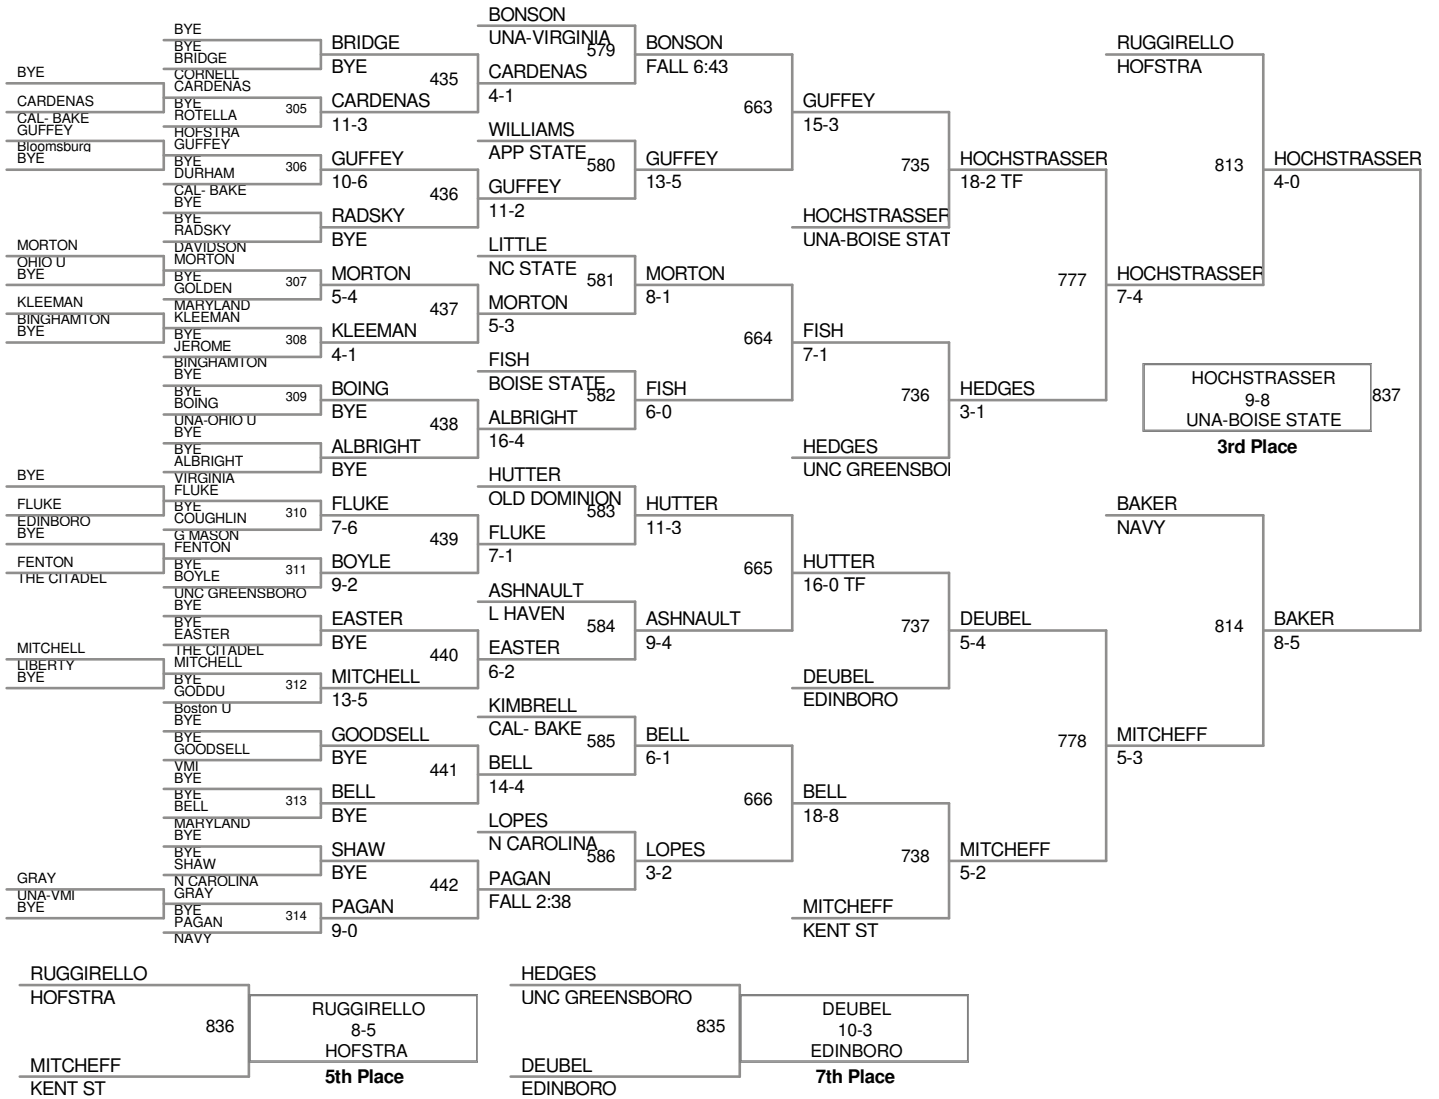 BYE
CARDENAS
CAL- BAKE
GUFFEY
Bloomsburg
BYE
MORTON
OHIO U
BYE
KLEEMAN
BINGHAMTON
BYE
BYE
FLUKE
EDINBORO
BYE
FENTON
THE CITADEL
MITCHELL
LIBERTY
BYE
GRAY
UNA-VMI
BYE
BYE
BYE
BRIDGE
CORNELL
CARDENAS
BYE
ROTELLA
305
HOFSTRA
GUFFEY
BYE
DURHAM
306
CAL- BAKE
BYE
BYE
RADSKY
DAVIDSON
MORTON
BYE
GOLDEN
307
MARYLAND
KLEEMAN
BYE
JEROME
308
BINGHAMTON
BYE
BYE
BOING
309
UNA-OHIO U
BYE
BYE
ALBRIGHT
VIRGINIA
FLUKE
BYE
COUGHLIN
310
G MASON
FENTON
BYE
BOYLE
311
UNC GREENSBORO
BYE
BYE
EASTER
THE CITADEL
MITCHELL
BYE
GODDU
312
Boston U
BYE
BYE
GOODSELL
VMI
BYE
BYE
BELL
313
MARYLAND
BYE
BYE
SHAW
N CAROLINA
GRAY
BYE
PAGAN
314
NAVY
BRIDGE
BYE
435
CARDENAS
11-3
GUFFEY
10-6
436
RADSKY
BYE
MORTON
5-4
437
KLEEMAN
4-1
BOING
BYE
438
ALBRIGHT
BYE
FLUKE
7-6
439
BOYLE
9-2
EASTER
BYE
440
MITCHELL
13-5
GOODSELL
BYE
441
BELL
BYE
SHAW
BYE
442
PAGAN
9-0
BONSON
UNA-VIRGINIA
579
CARDENAS
4-1
WILLIAMS
APP STATE
580
GUFFEY
11-2
LITTLE
NC STATE
581
MORTON
5-3
FISH
BOISE STATE
582
ALBRIGHT
16-4
HUTTER
OLD DOMINION
583
FLUKE
7-1
ASHNAULT
L HAVEN
584
EASTER
6-2
KIMBRELL
CAL- BAKE
585
BELL
14-4
LOPES
N CAROLINA
586
PAGAN
FALL 2:38
BONSON
FALL 6:43
663
GUFFEY
13-5
MORTON
8-1
664
FISH
6-0
HUTTER
11-3
665
ASHNAULT
9-4
BELL
6-1
666
LOPES
3-2
GUFFEY
15-3
735
HOCHSTRASSER
UNA-BOISE STAT
FISH
7-1
736
HEDGES
UNC GREENSBO
HUTTER
16-0 TF
737
DEUBEL
EDINBORO
BELL
18-8
738
MITCHEFF
KENT ST
HOCHSTRASSER
18-2 TF
777
HEDGES
3-1
DEUBEL
5-4
778
MITCHEFF
5-2
RUGGIRELLO
HOFSTRA
813
HOCHSTRASSER
7-4
BAKER
NAVY
814
MITCHEFF
5-3
HOCHSTRASSER
4-0
BAKER
8-5
HOCHSTRASSER
9-8
UNA-BOISE STATE
837
3rd Place
RUGGIRELLO
HOFSTRA
836
MITCHEFF
KENT ST
RUGGIRELLO
8-5
HOFSTRA
5th Place
HEDGES
UNC GREENSBORO
835
DEUBEL
EDINBORO
DEUBEL
10-3
EDINBORO
7th Place